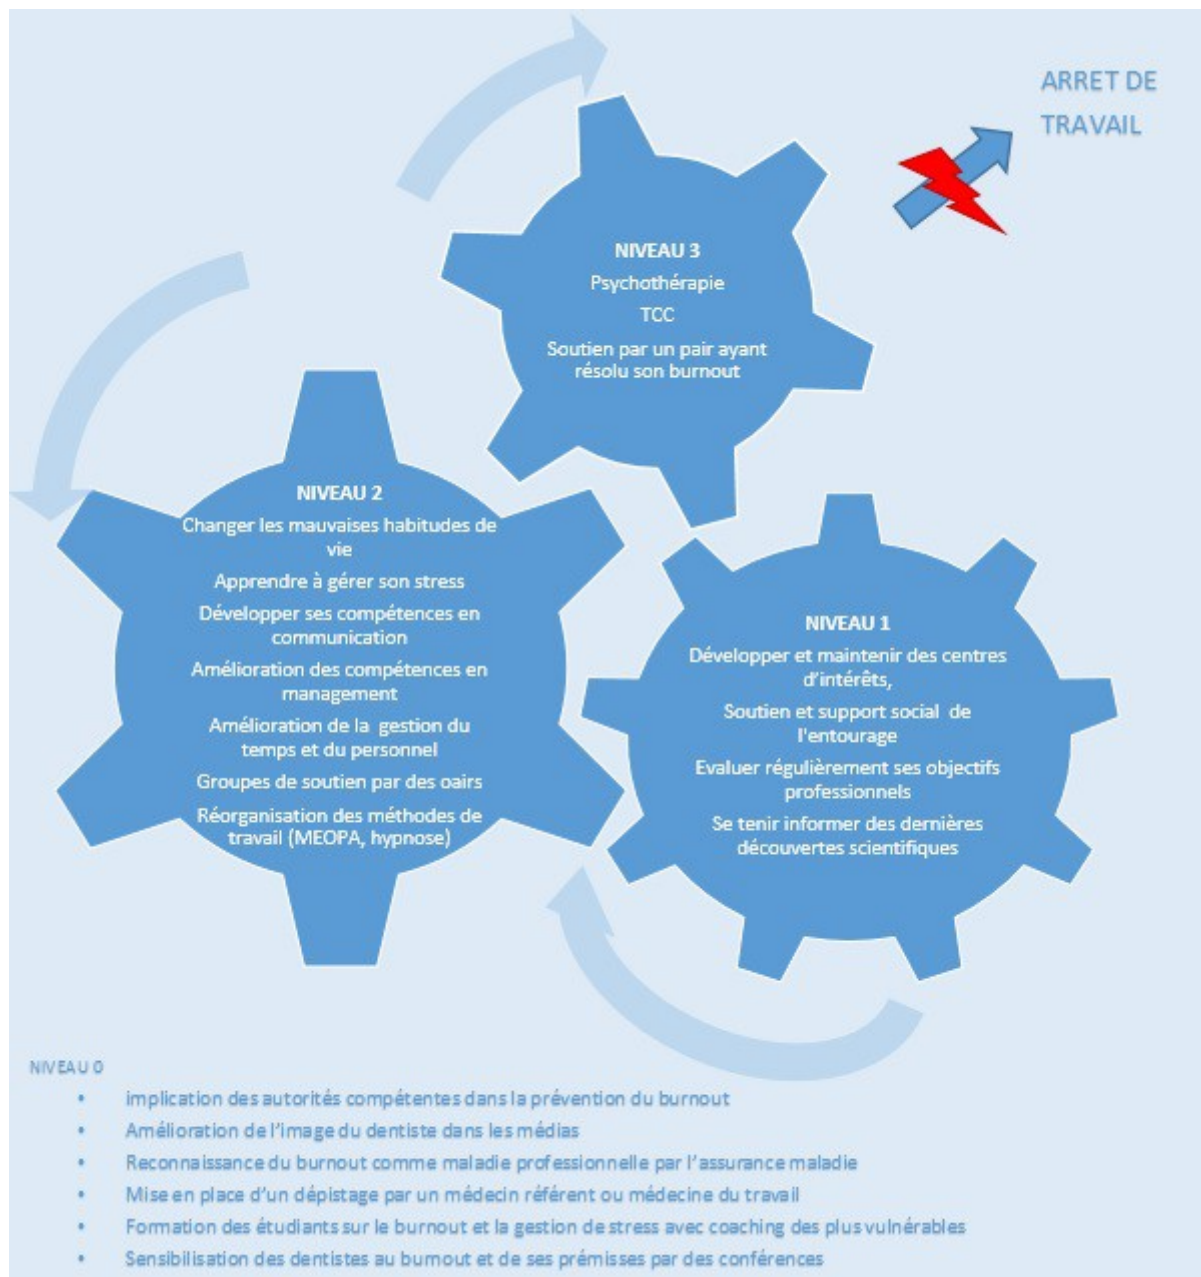 ARRET DE
TRAVAIL
NIVEAU 3
Psychothérapie
TCC
Soutien par un pair ayant
résolu son burnout
NIVEAU 2
Changer les mauvaises habitudes de
vie
Apprendre à gérer son stress
Développer ses compétences en
communication
Amélioration des compétences en
management
Amélioration de la gestion du
temps et du personnel
Groupes de soutien par des oairs
Réorganisation des méthodes de
travail (MEOPA, hypnose)
NIVEAU 1
Développer et maintenir des centres
d'intérêts,
Soutien et support social de
l'entourage
Evaluer régulièrement ses objectifs
professionnels
Se tenir informer des dernières
découvertes scientifiques
NIVEAU 0
• implication des autorités compétentes dans la prévention du burnout
• Amélioration de l'image du dentiste dans les médias
• Reconnaissance du burnout comme maladie professionnelle par l'assurance maladie
• Mise en place d'un dépistage par un médecin référent ou médecine du travail
• Formation des étudiants sur le burnout et la gestion de stress avec coaching des plus vulnérables
• Sensibilisation des dentistes au burnout et de ses prémisses par des conférences